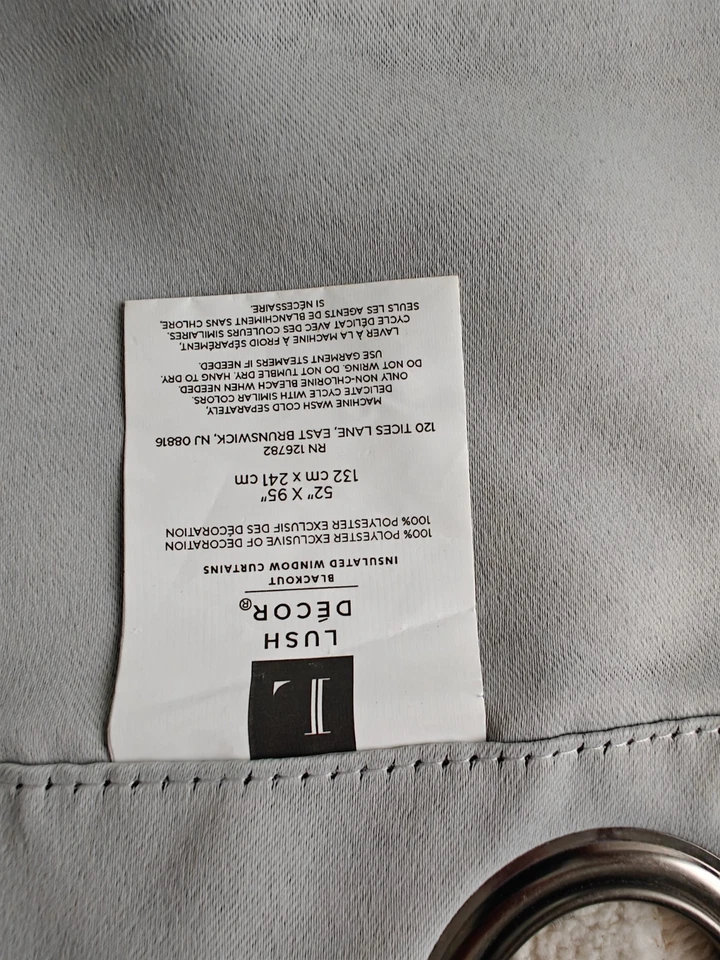 L
LUSH
DÉCOR®
BLACKOUT
INSULATED WINDOW CURTAINS
100% POLYESTER EXCLUSIVE OF DECORATION
100% POLYESTER EXCLUSIF DES DÉCORATION
52" X 95"
132 cm x 241 cm
RN 126782
120 TICES LANE, EAST BRUNSWICK, NJ 08816
MACHINE WASH COLD SEPARATELY,
DELICATE CYCLE WITH SIMILAR COLORS.
ONLY NON-CHLORINE BLEACH WHEN NEEDED.
DO NOT WRING. DO NOT TUMBLE DRY. HANG TO DRY.
USE GARMENT STEAMERS IF NEEDED.
LAVER À LA MACHINE À FROID SÉPARÉMENT,
CYCLE DÉLICAT AVEC DES COULEURS SIMILAIRES.
SEULS LES AGENTS DE BLANCHIMENT SANS CHLORE,
SI NÉCESSAIRE.